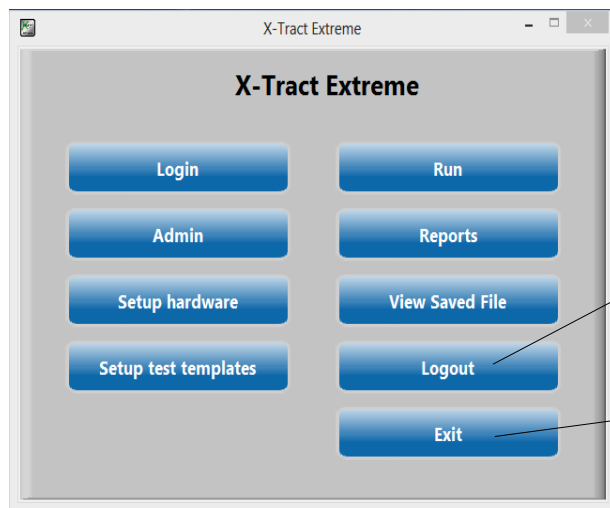 X-Tract Extreme
X-Tract Extreme
Login
Run
Admin
Reports
Setup hardware
View Saved File
Setup test templates
Logout
Exit